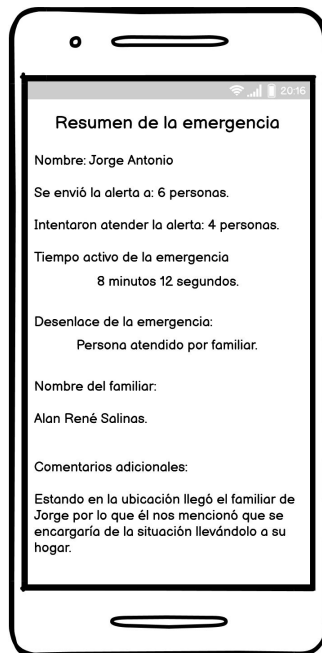 20:16
Resumen de la emergencia
Nombre: Jorge Antonio
Se envió la alerta a: 6 personas.
Intentaron atender la alerta: 4 personas.
Tiempo activo de la emergencia
8 minutos 12 segundos.
Desenlace de la emergencia:
Persona atendido por familiar.
Nombre del familiar:
Alan René Salinas.
Comentarios adicionales:
Estando en la ubicación llegó el familiar de
Jorge por lo que él nos mencionó que se
encargaría de la situación llevándolo a su
hogar.